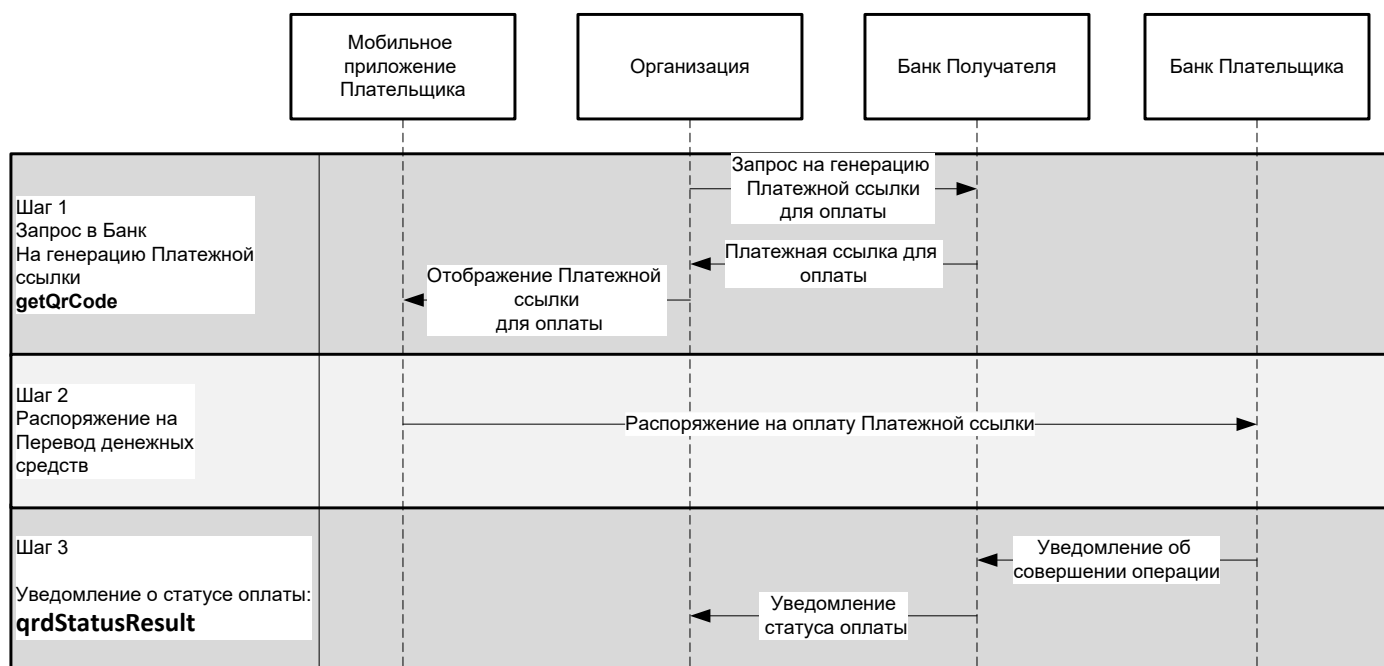 Мобильное
приложение
Плательщика
Организация
Банк Получателя
Банк Плательщика
Шаг 1
Запрос в Банк
На генерацию Платежной
ссылки
getQrCode
Запрос на генерацию
Платежной ссылки
для оплаты
Платежная ссылка для
оплаты
Отображение Платежной
ссылки
для оплаты
Шаг 2
Распоряжение на
Перевод денежных
средств
Распоряжение на оплату Платежной ссылки
Шаг 3
Уведомление о статусе оплаты:
qrdStatusResult
Уведомление об
совершении операции
Уведомление
статуса оплаты